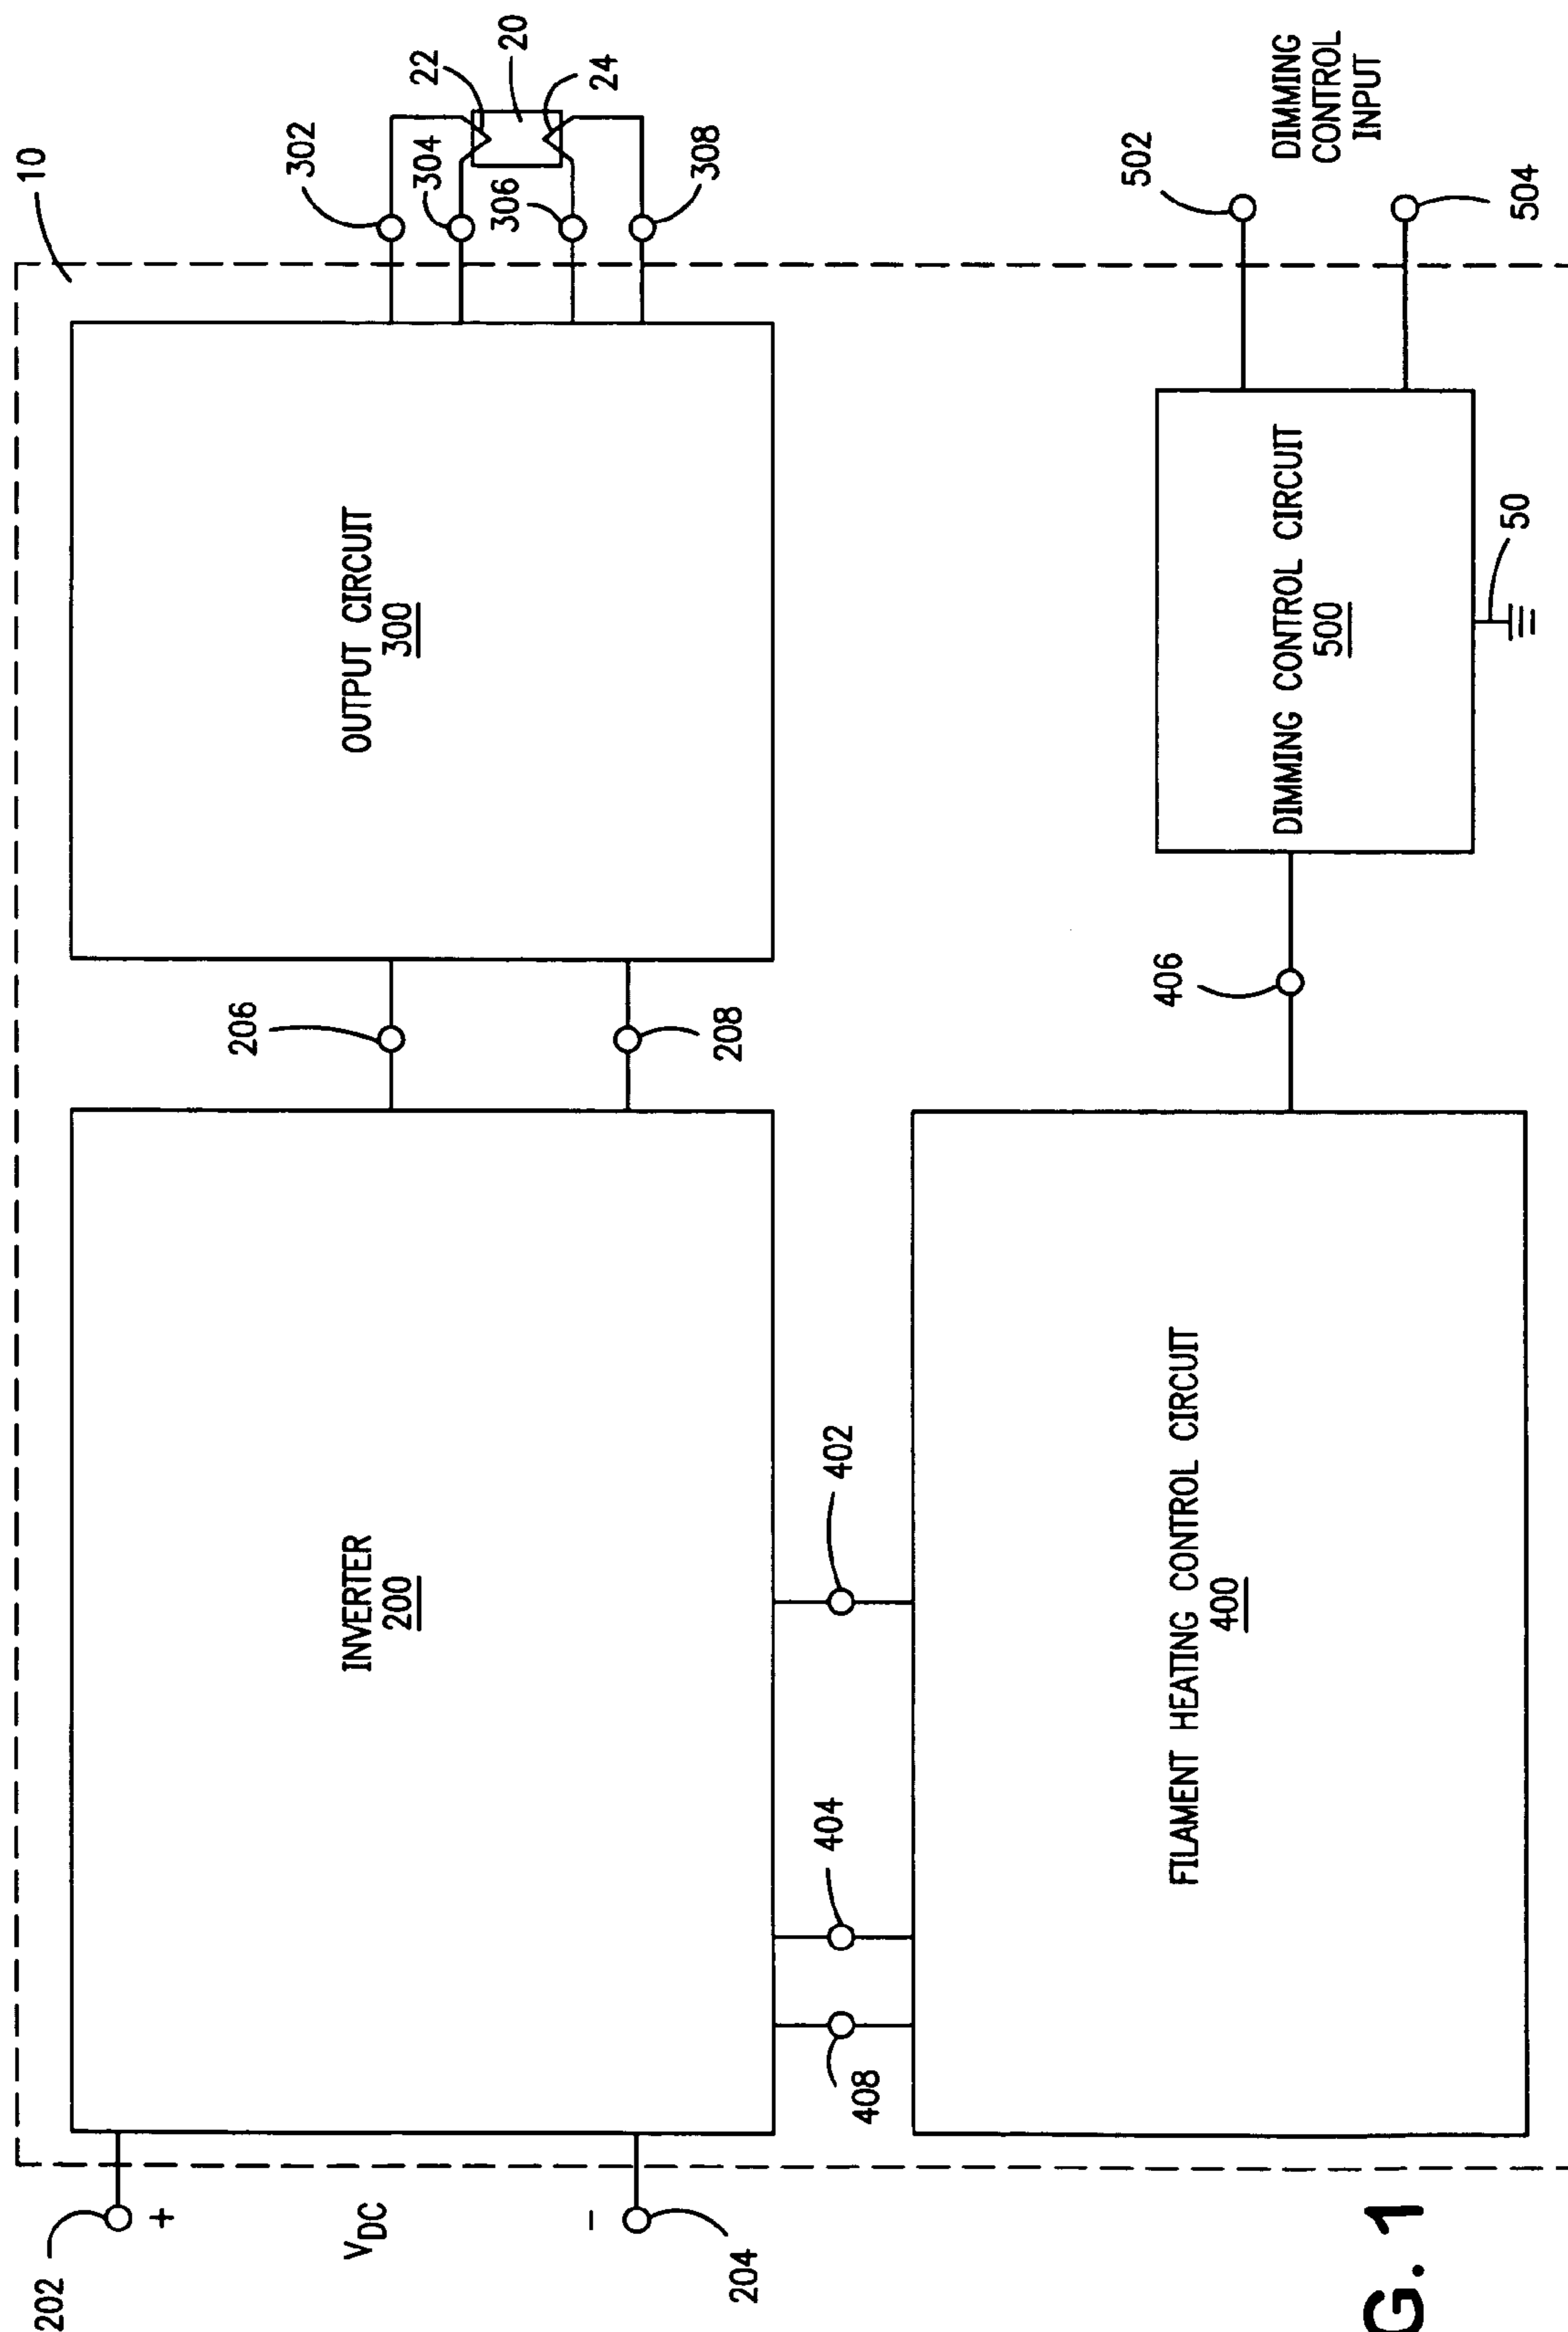 10
202
+
VDC
−
204
INVERTER
200
206
208
OUTPUT CIRCUIT
300
302
304
306
308
22
20
24
408
404
402
FILAMENT HEATING CONTROL CIRCUIT
400
406
DIMMING CONTROL CIRCUIT
500
50
502
504
DIMMING
CONTROL
INPUT
G. 1